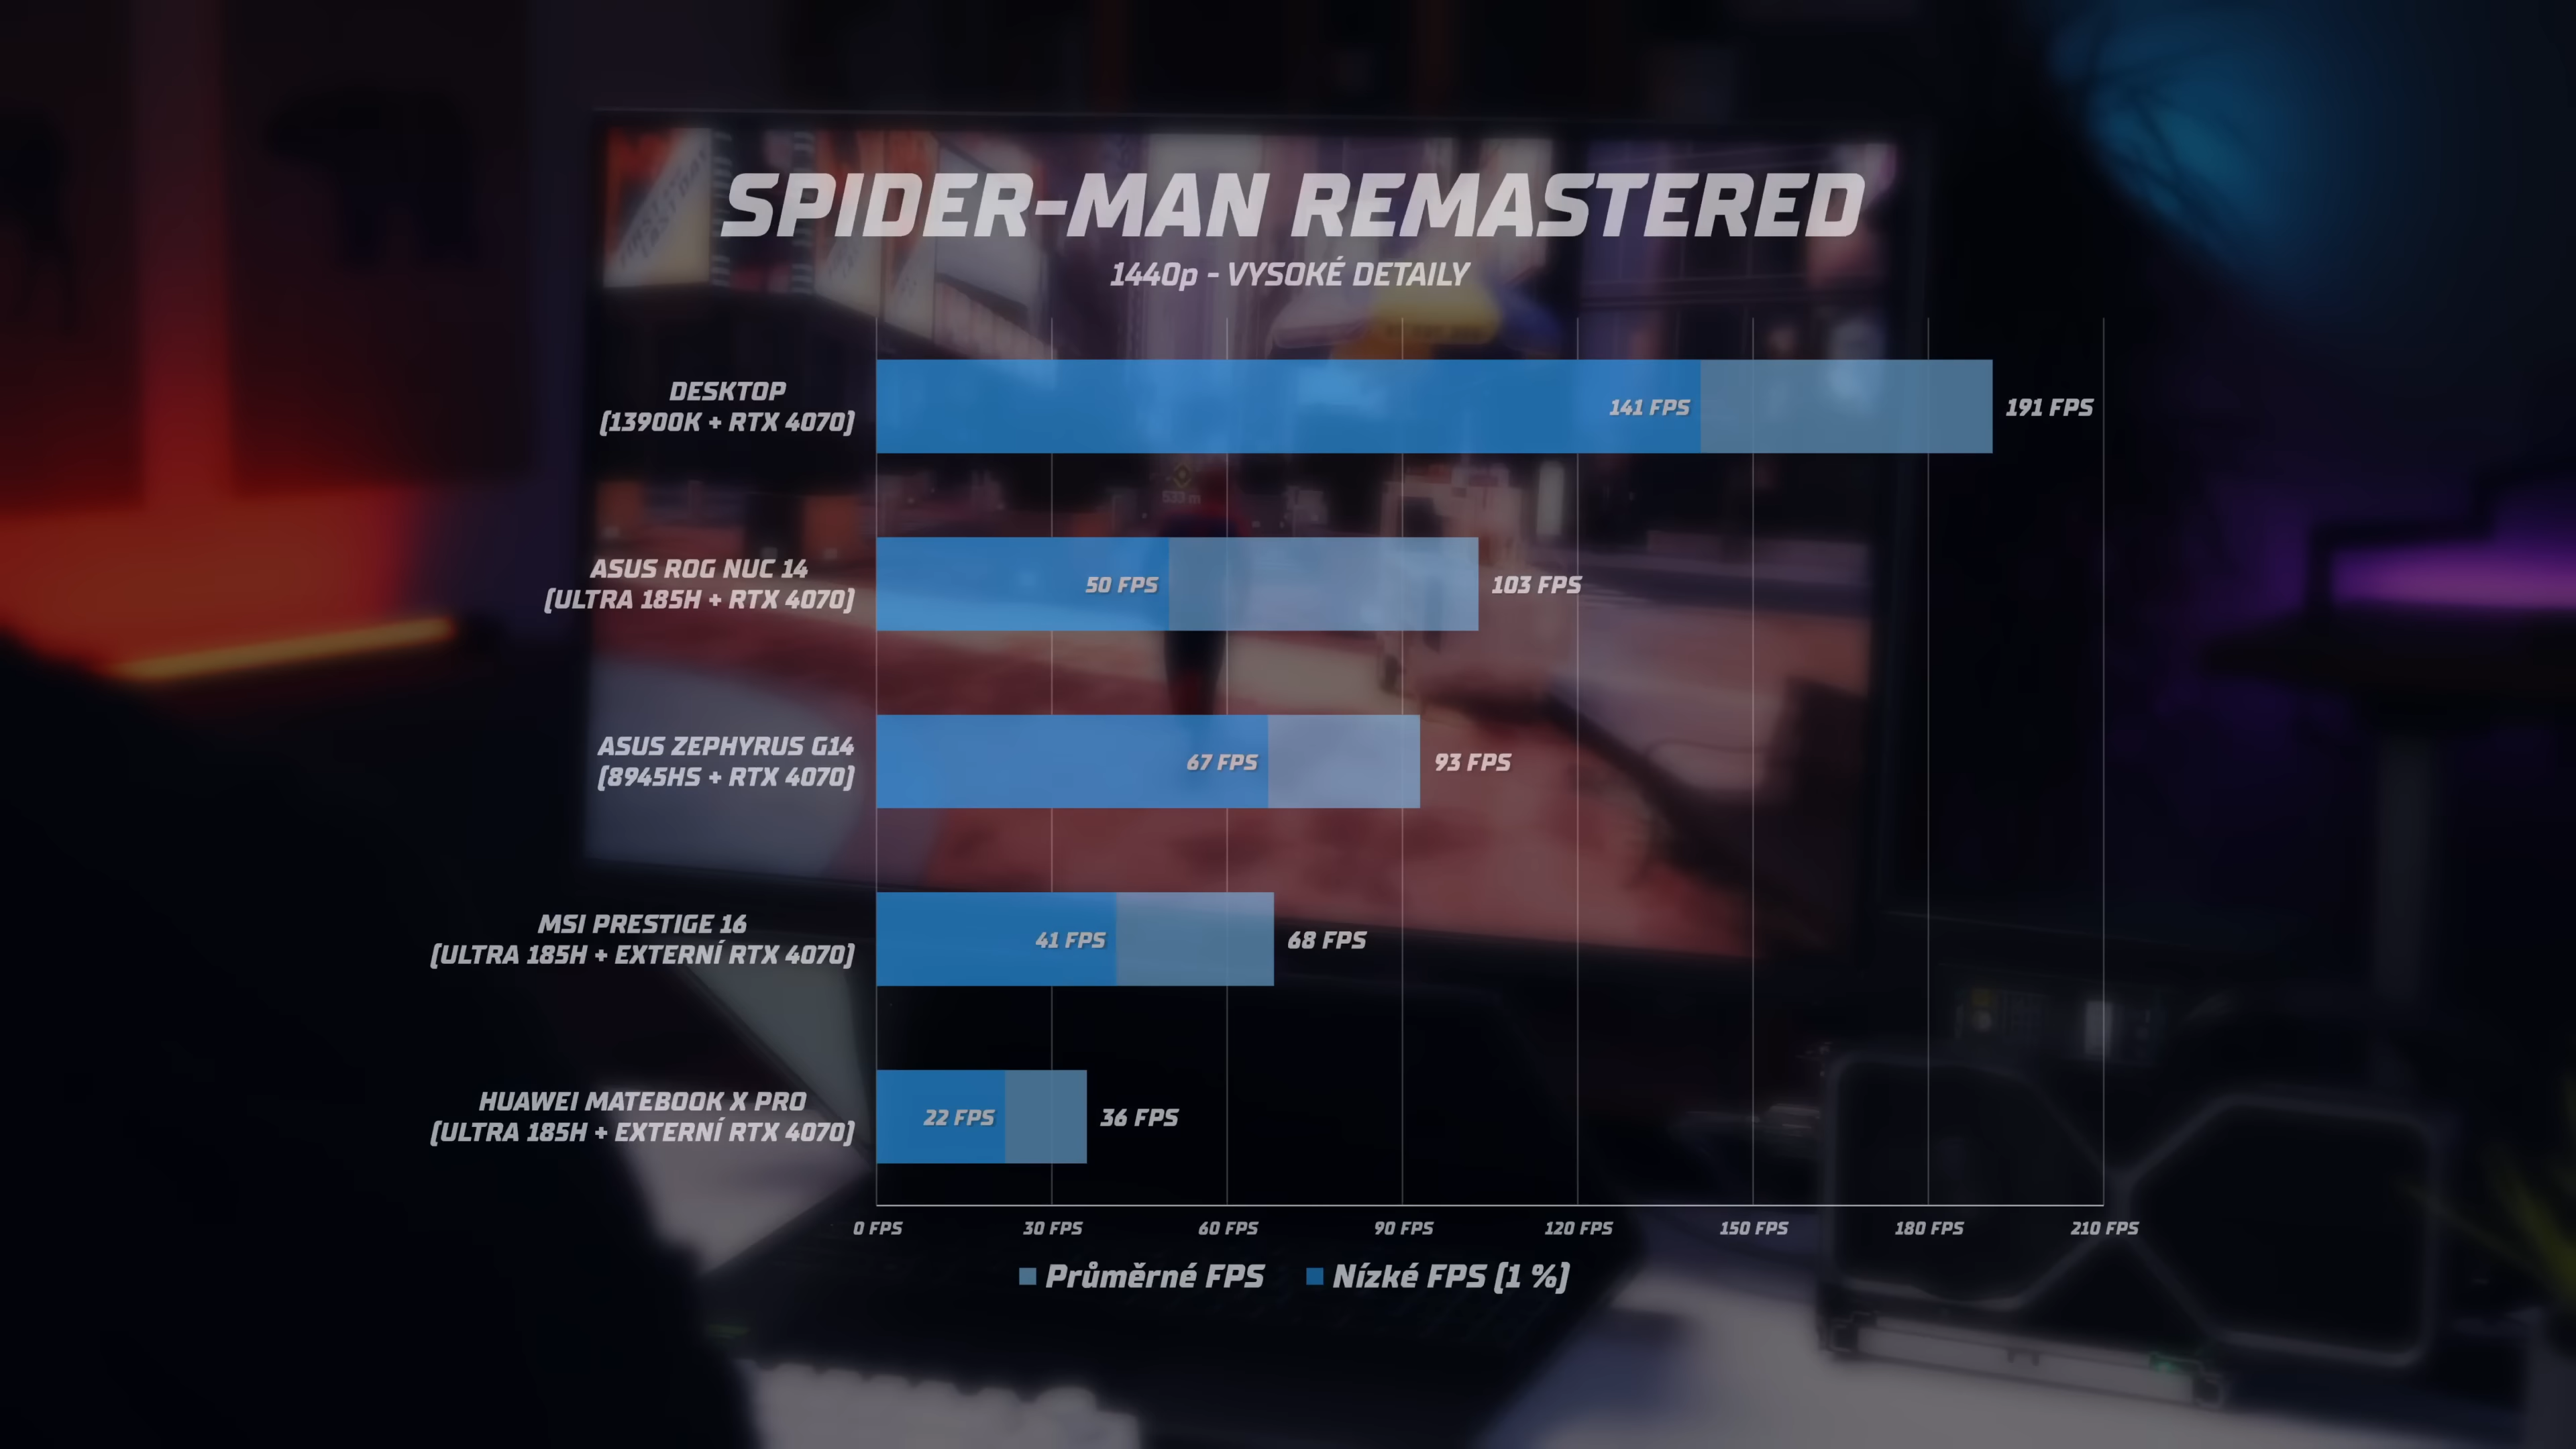 SPIDER-MAN REMASTERED
1440p - VYSOKÉ DETAILY
DESKTOP
(13900K + RTX 4070)
141 FPS
191 FPS
ASUS ROG NUC 14
(ULTRA 185H + RTX 4070)
50 FPS
103 FPS
ASUS ZEPHYRUS G14
(8945HS + RTX 4070)
67 FPS
93 FPS
MSI PRESTIGE 16
(ULTRA 185H + EXTERNÍ RTX 4070)
41 FPS
68 FPS
HUAWEI MATEBOOK X PRO
(ULTRA 185H + EXTERNÍ RTX 4070)
22 FPS
36 FPS
0 FPS 30 FPS 60 FPS 90 FPS 120 FPS 150 FPS 180 FPS 210 FPS
Průměrné FPS Nízké FPS (1 %)
533 m